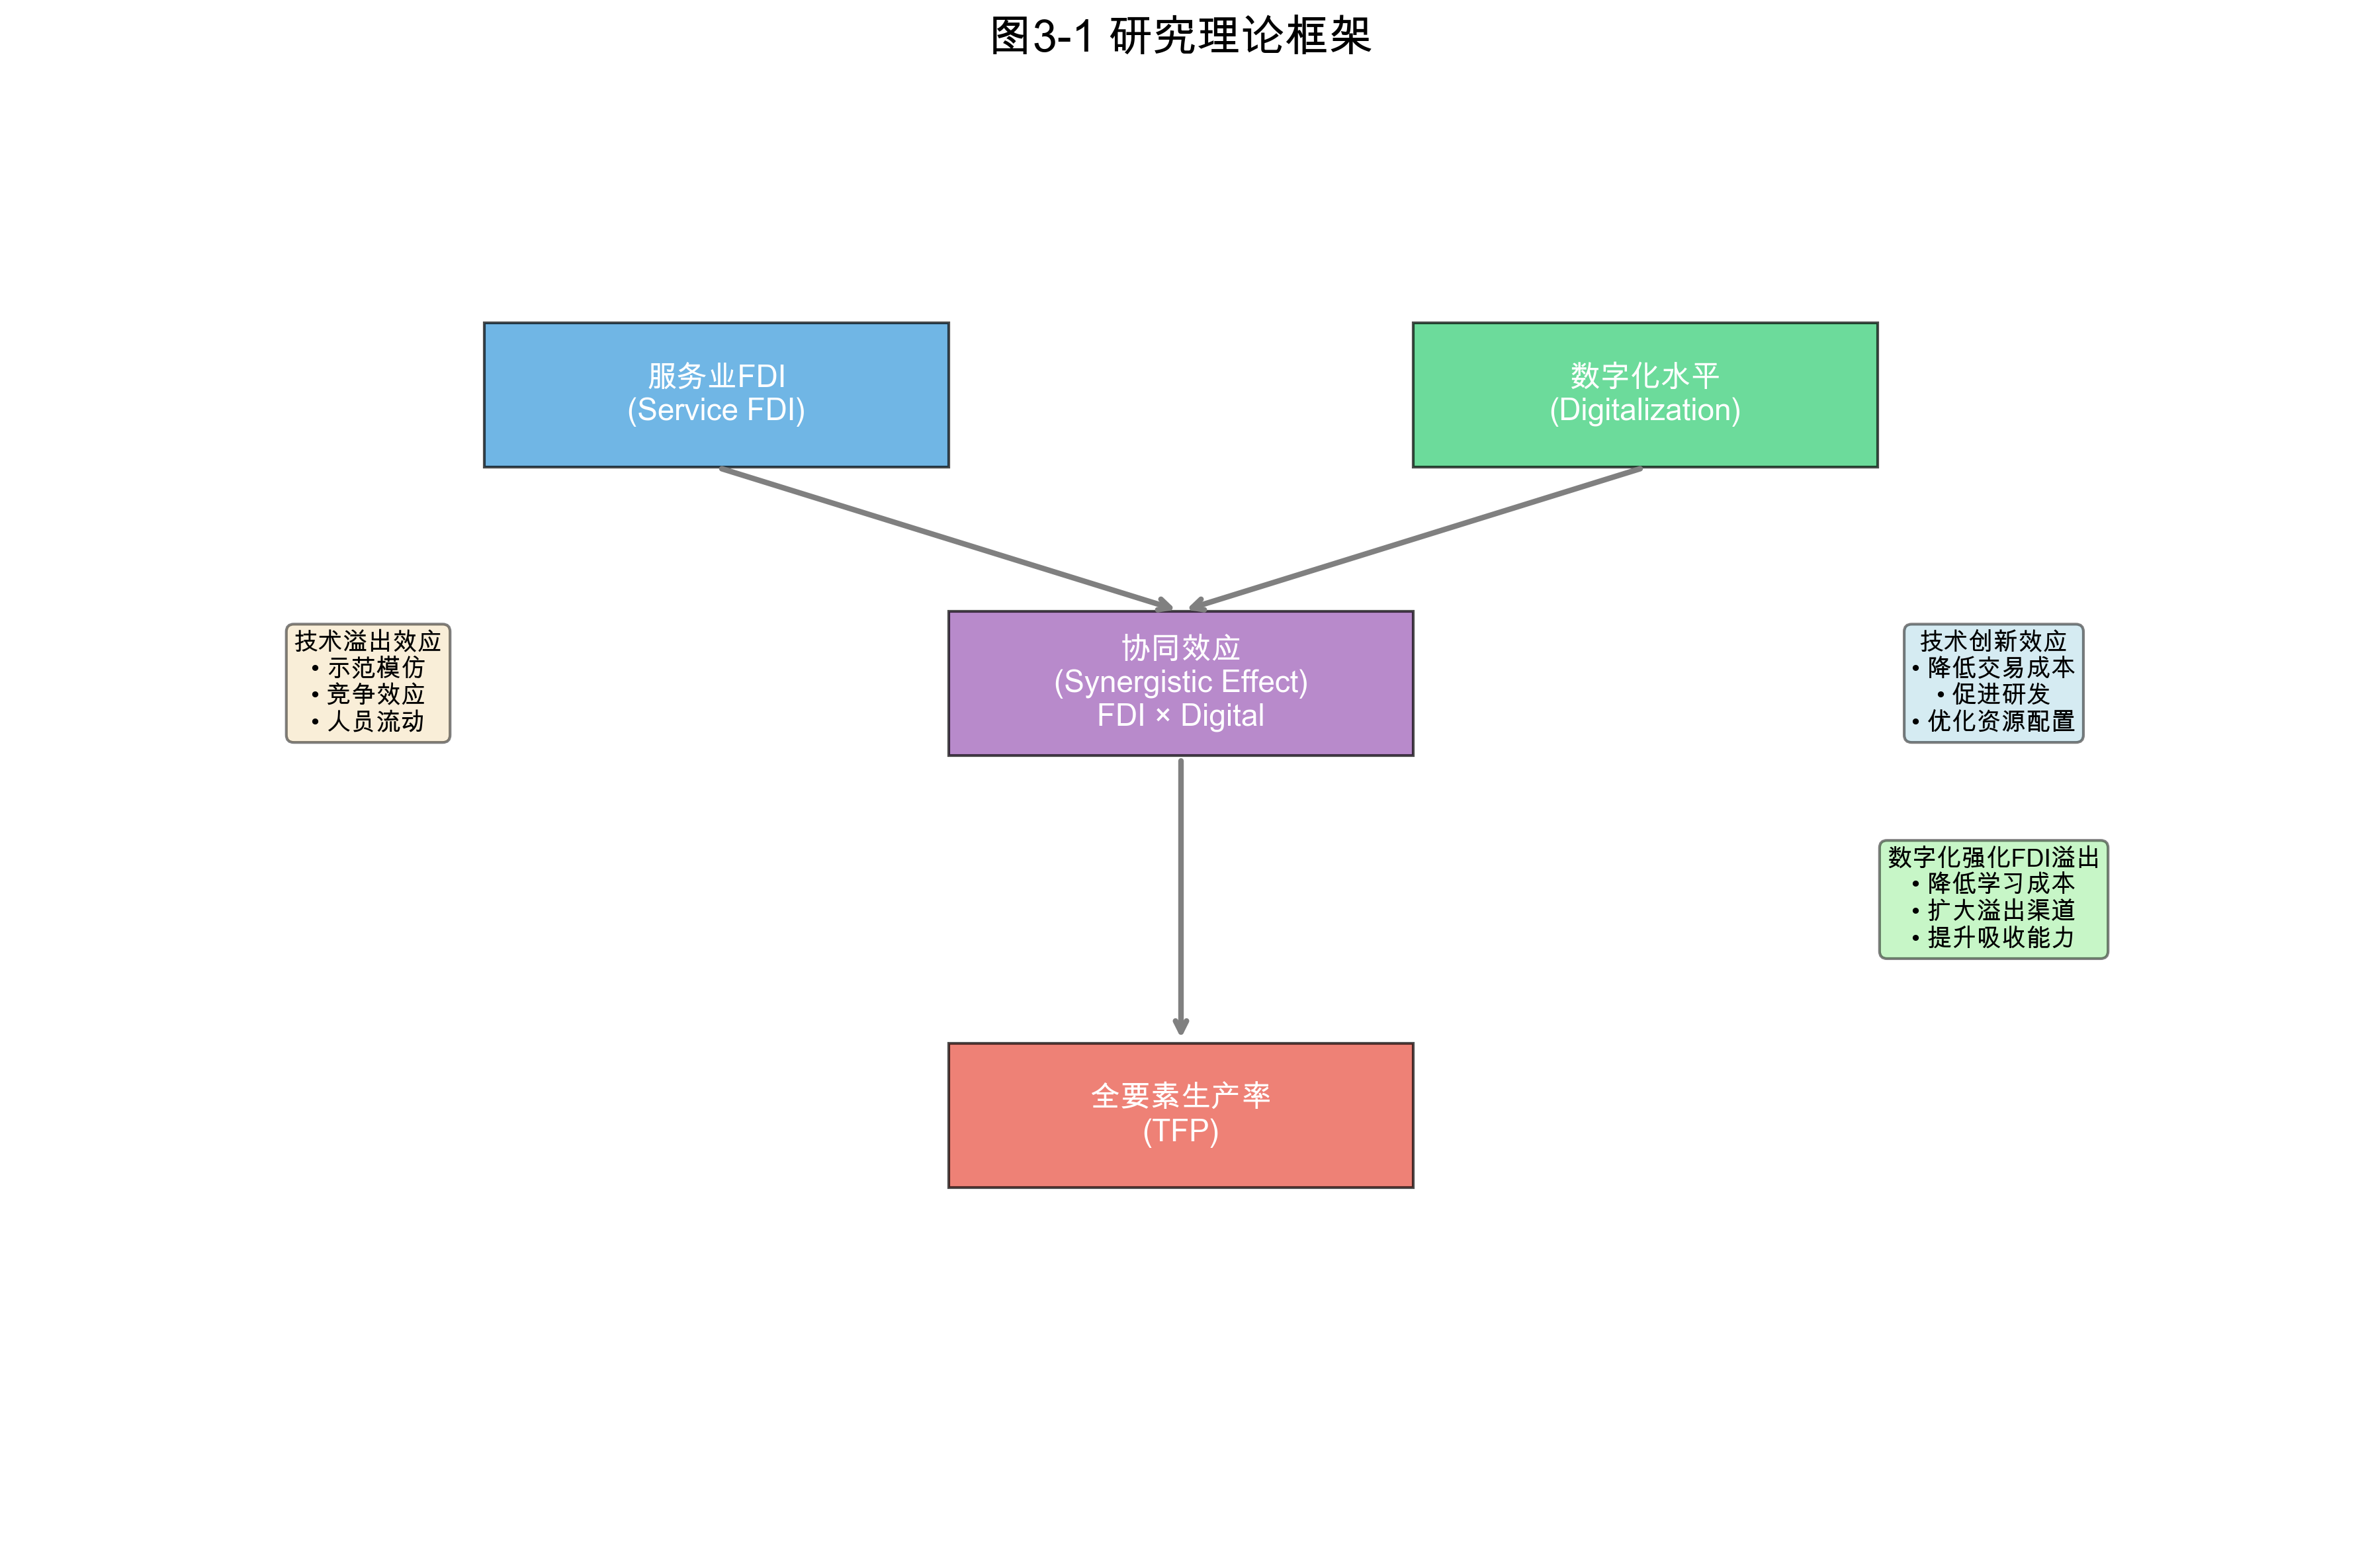 图3-1 研究理论框架
服务业FDI
(Service FDI)
数字化水平
(Digitalization)
协同效应
(Synergistic Effect)
FDI × Digital
技术溢出效应
• 示范模仿
• 竞争效应
• 人员流动
技术创新效应
• 降低交易成本
• 促进研发
• 优化资源配置
数字化强化FDI溢出
• 降低学习成本
• 扩大溢出渠道
• 提升吸收能力
全要素生产率
(TFP)